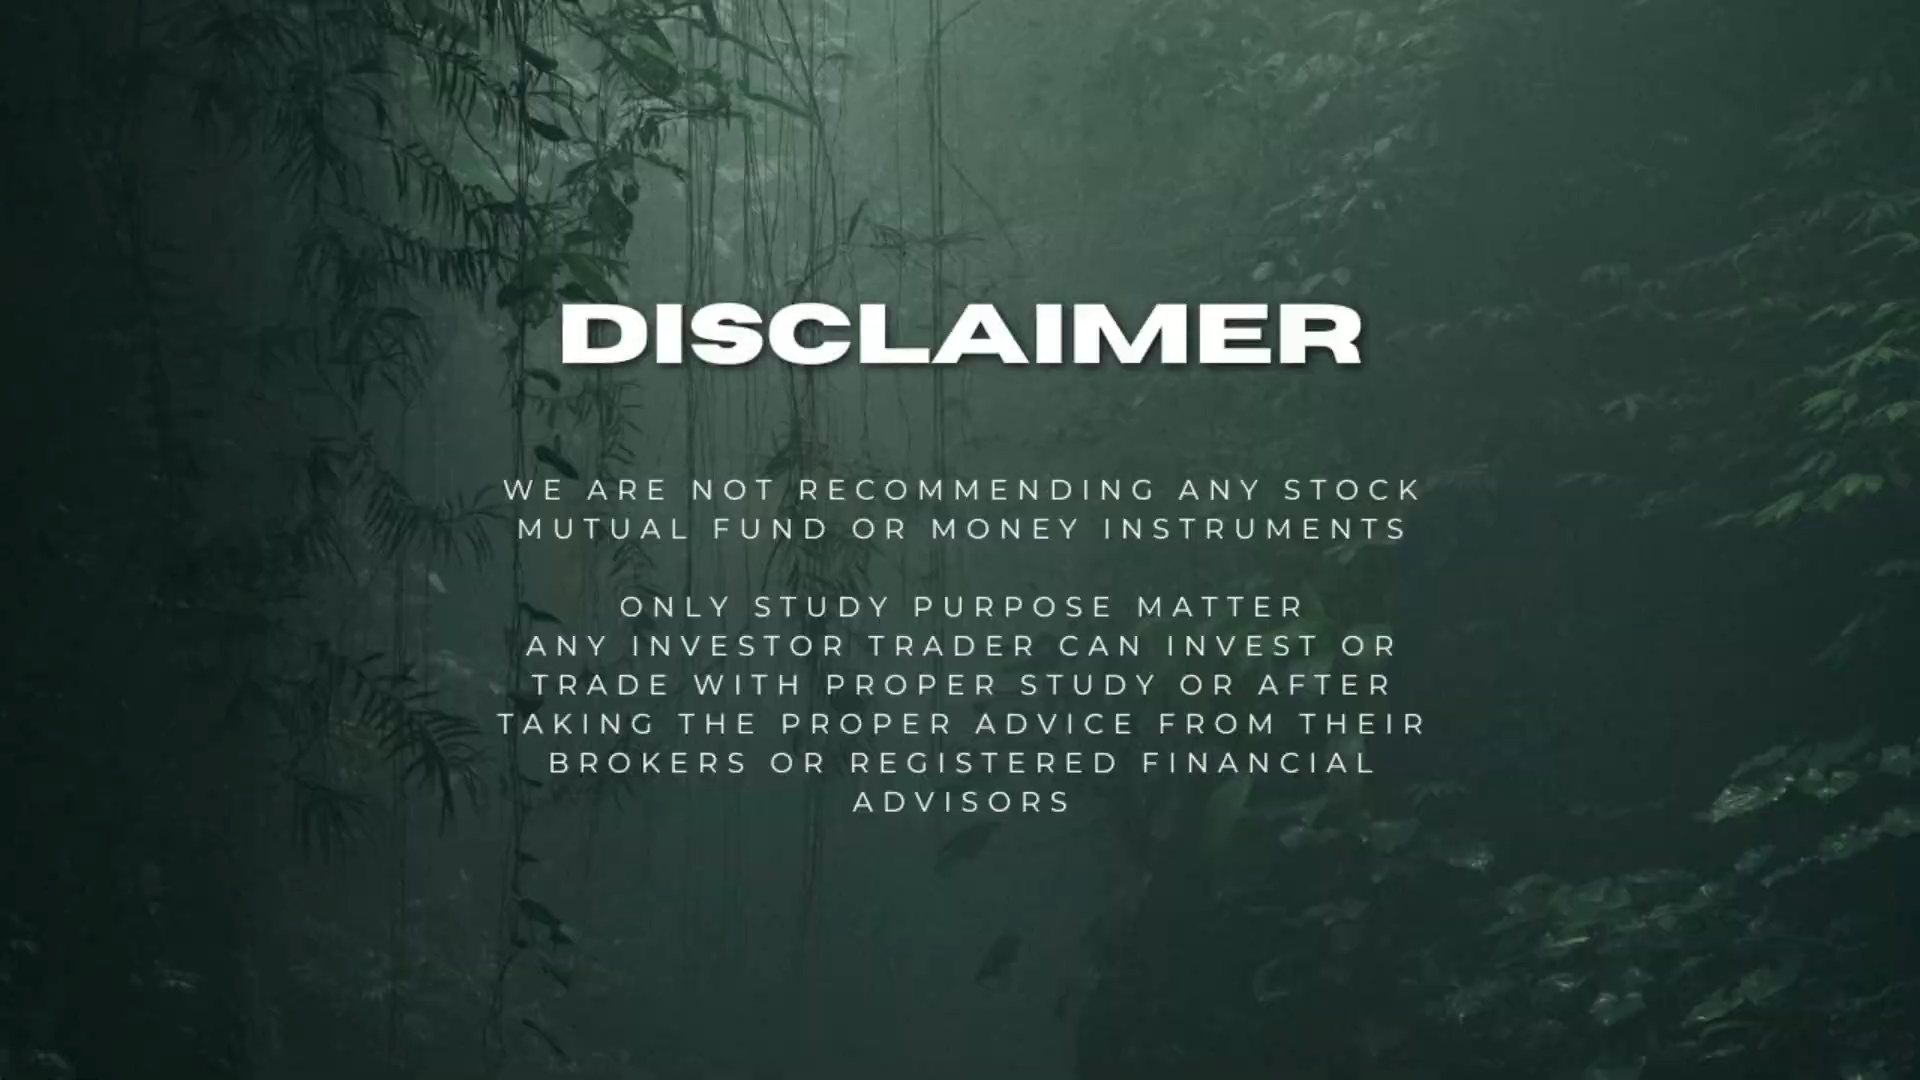 DISCLAIMER
WE ARE NOT RECOMMENDING ANY STOCK
MUTUAL FUND OR MONEY INSTRUMENTS
ONLY STUDY PURPOSE MATTER
ANY INVESTOR TRADER CAN INVEST OR
TRADE WITH PROPER STUDY OR AFTER
TAKING THE PROPER ADVICE FROM THEIR
BROKERS OR REGISTERED FINANCIAL
ADVISORS